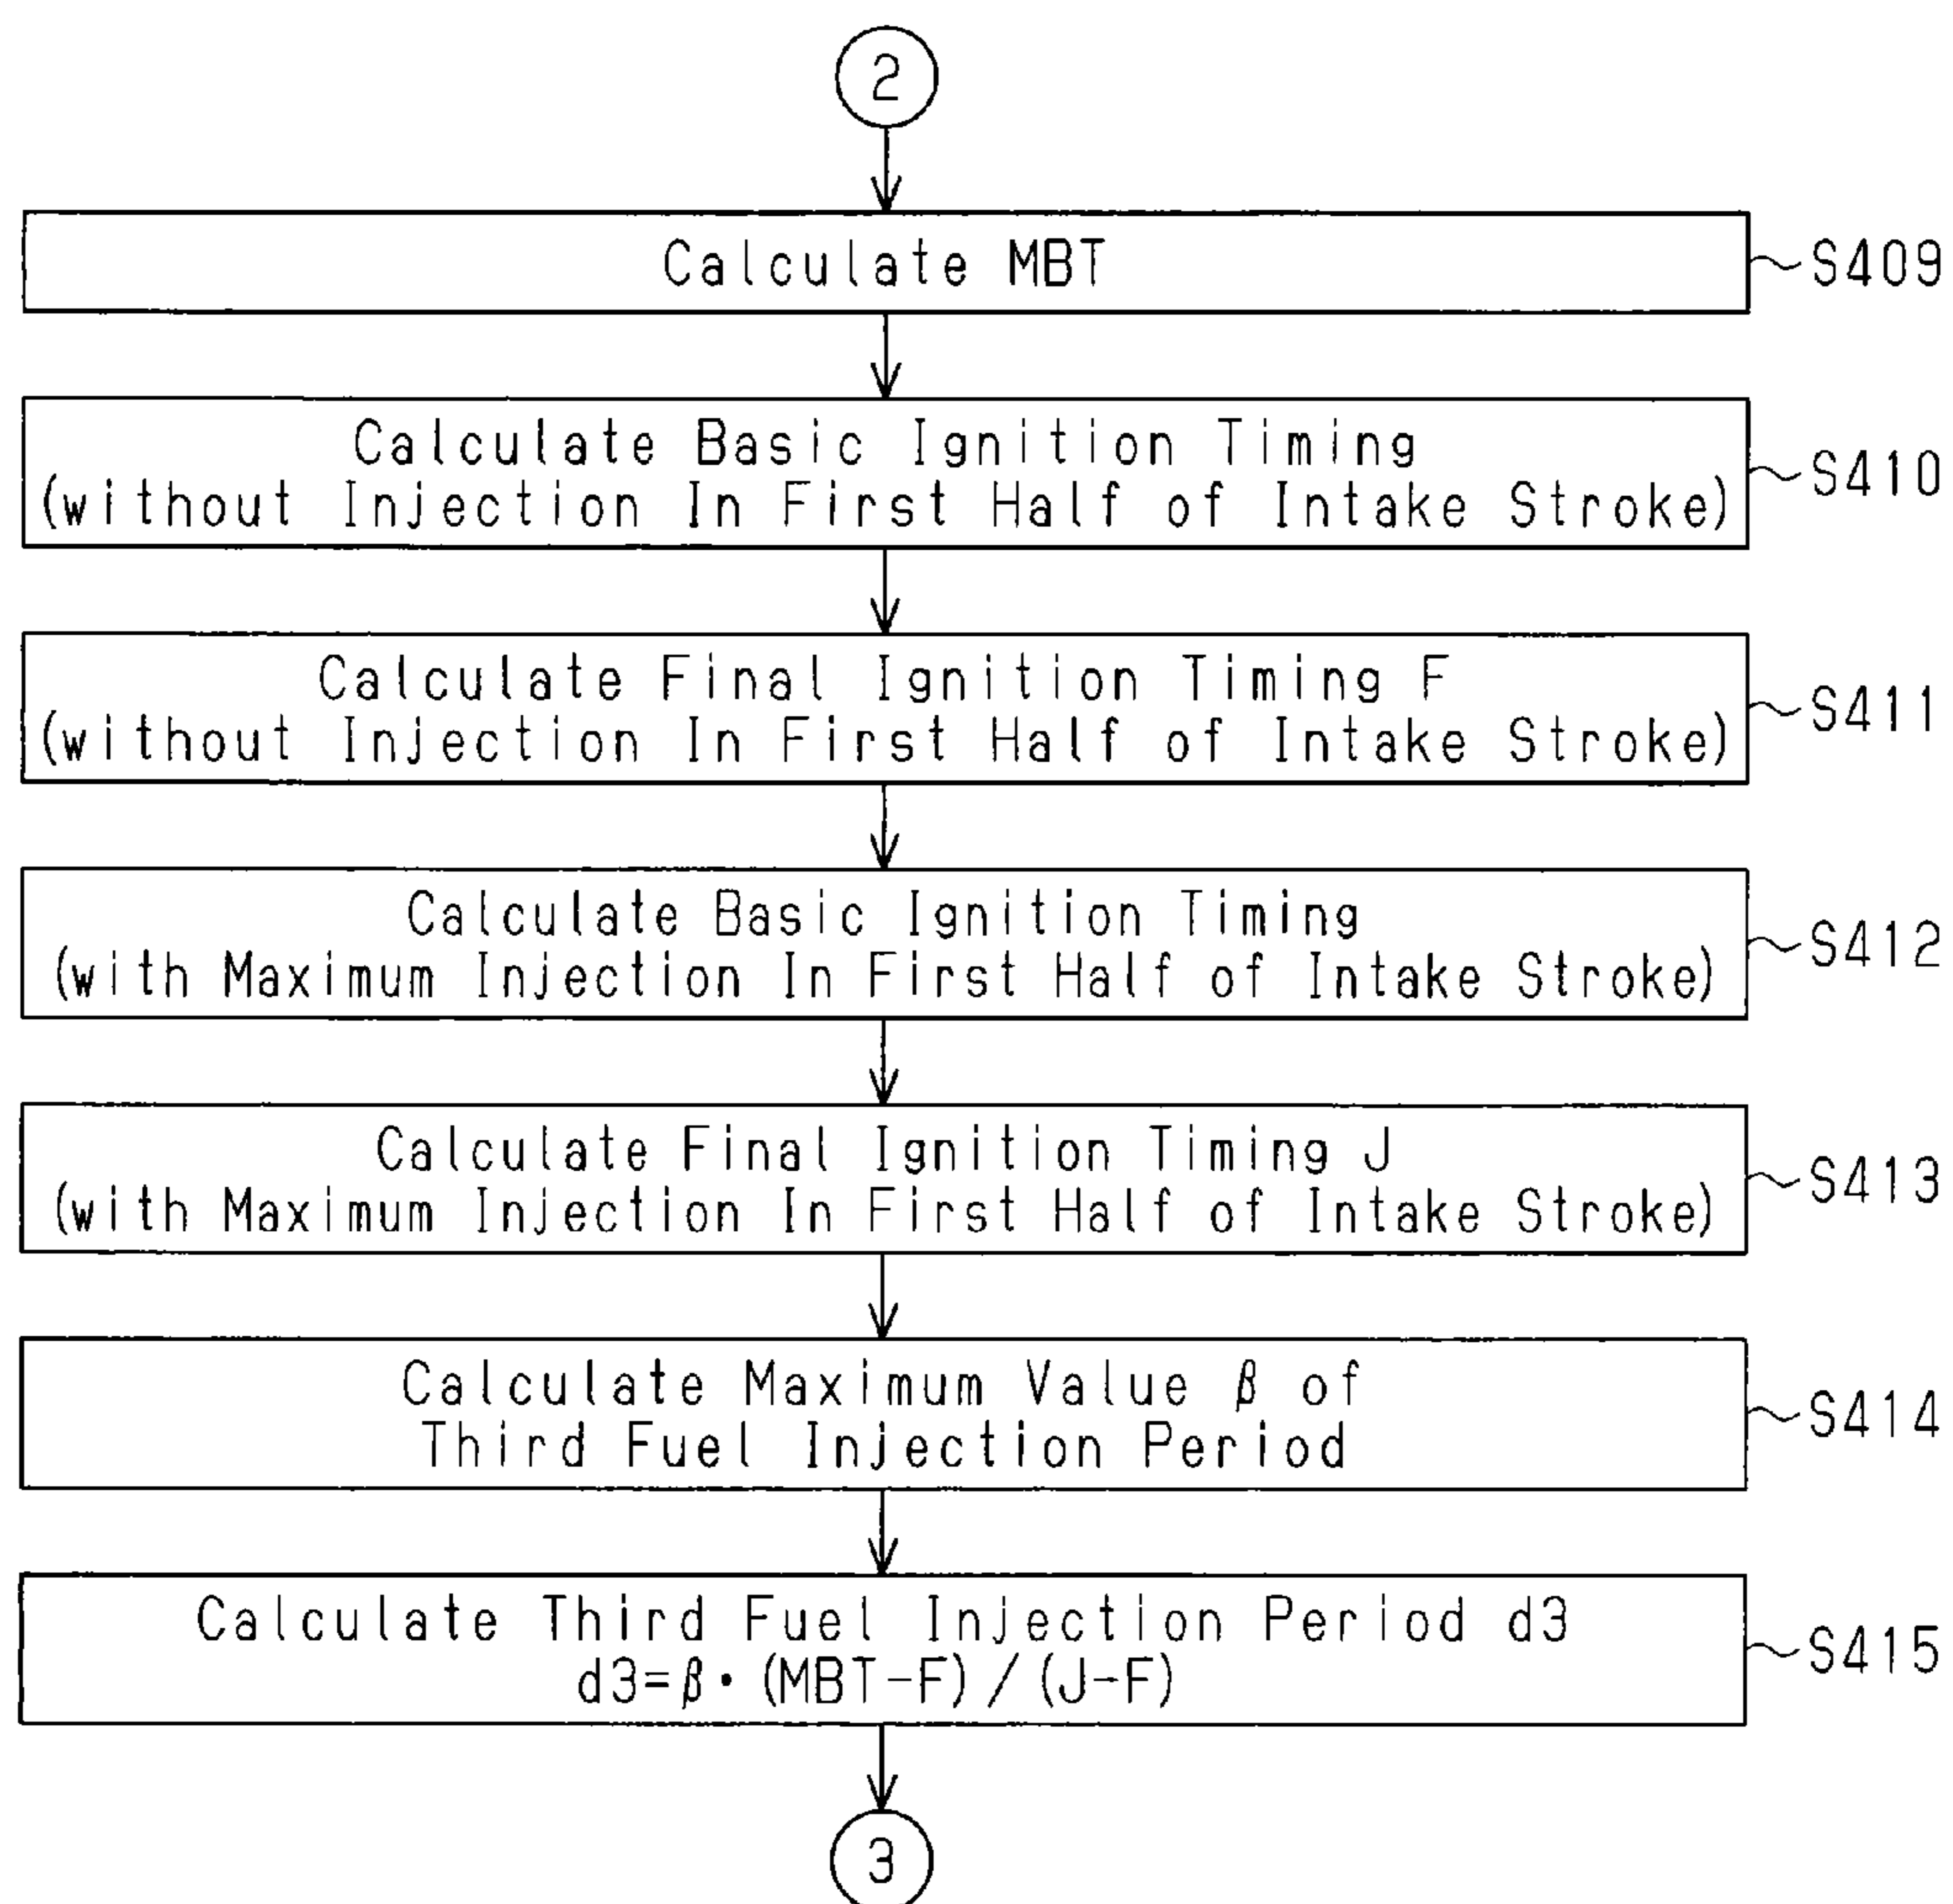 2
Calculate MBT
S409
Calculate Basic Ignition Timing
(without Injection In First Half of Intake Stroke)
S410
Calculate Final Ignition Timing F
(without Injection In First Half of Intake Stroke)
S411
Calculate Basic Ignition Timing
(with Maximum Injection In First Half of Intake Stroke)
S412
Calculate Final Ignition Timing J
(with Maximum Injection In First Half of Intake Stroke)
S413
Calculate Maximum Value β of
Third Fuel Injection Period
S414
Calculate Third Fuel Injection Period d3
d3=β・(MBT-F)/(J-F)
S415
3